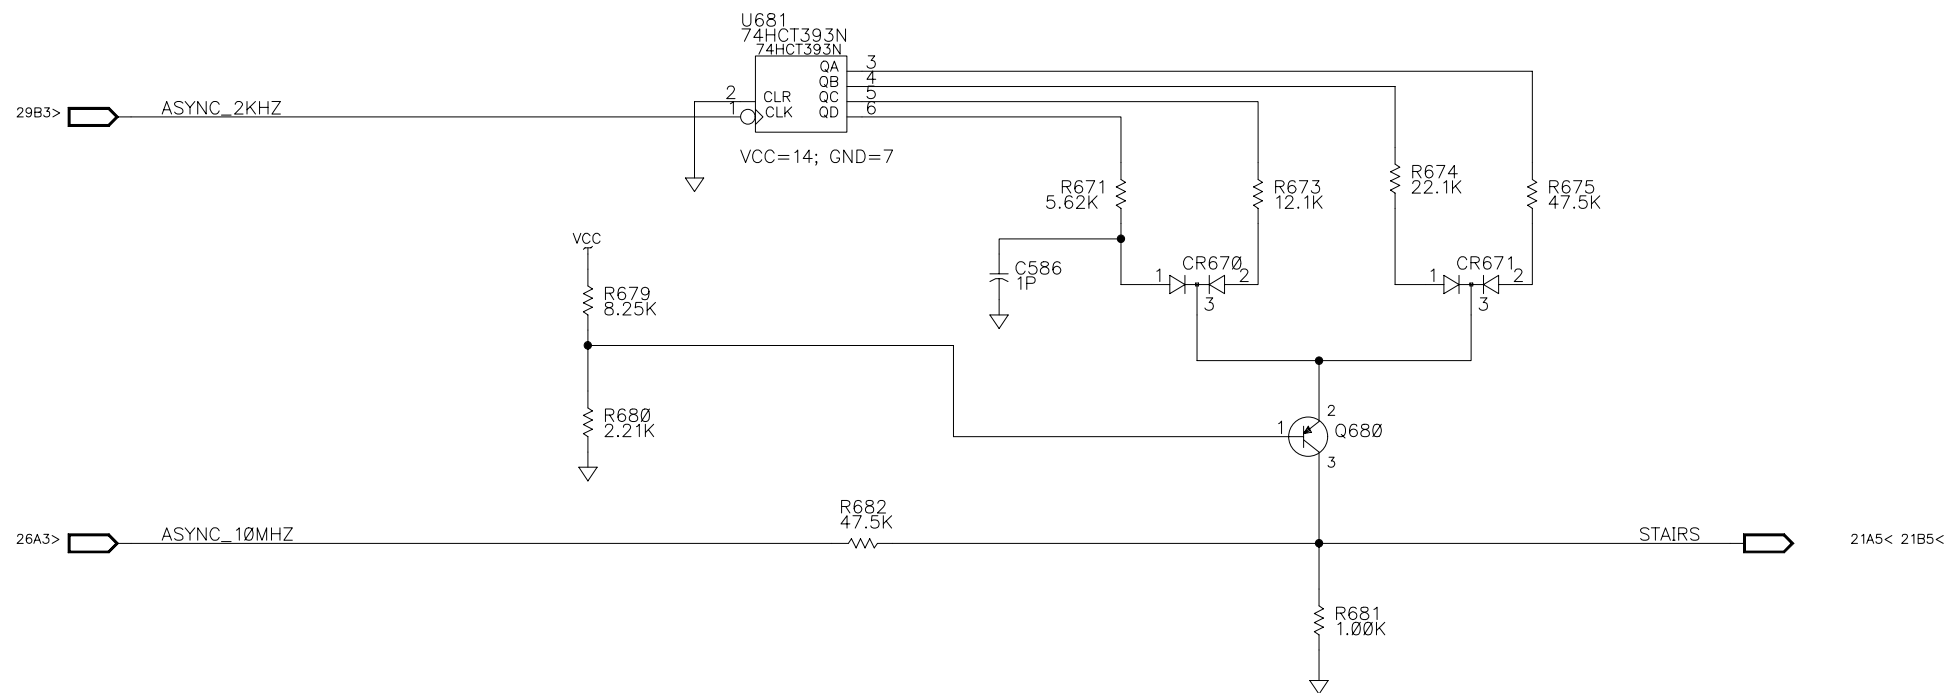 U681
74HCT393N
74HCT393N
QA 3
QB 4
2 CLR QC 5
1 CLK QD 6
29B3> ASYNC_2KHZ
VCC=14; GND=7
R671
5.62K
R673
12.1K
R674
22.1K
R675
47.5K
VCC
R679
8.25K
C586
1P
1 CR670 2
3
1 CR671 2
3
R680
2.21K
2
1 Q680
3
R682
47.5K
26A3> ASYNC_10MHZ
STAIRS
21A5< 21B5<
R681
1.00K